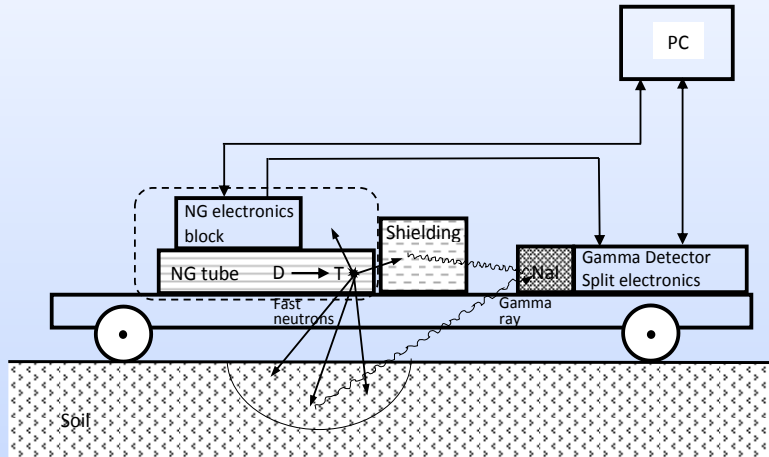 PC
NG electronics
block
Shielding
NG tube
D
T
NaI
Gamma Detector
Split electronics
Fast
neutrons
Gamma
ray
Soil